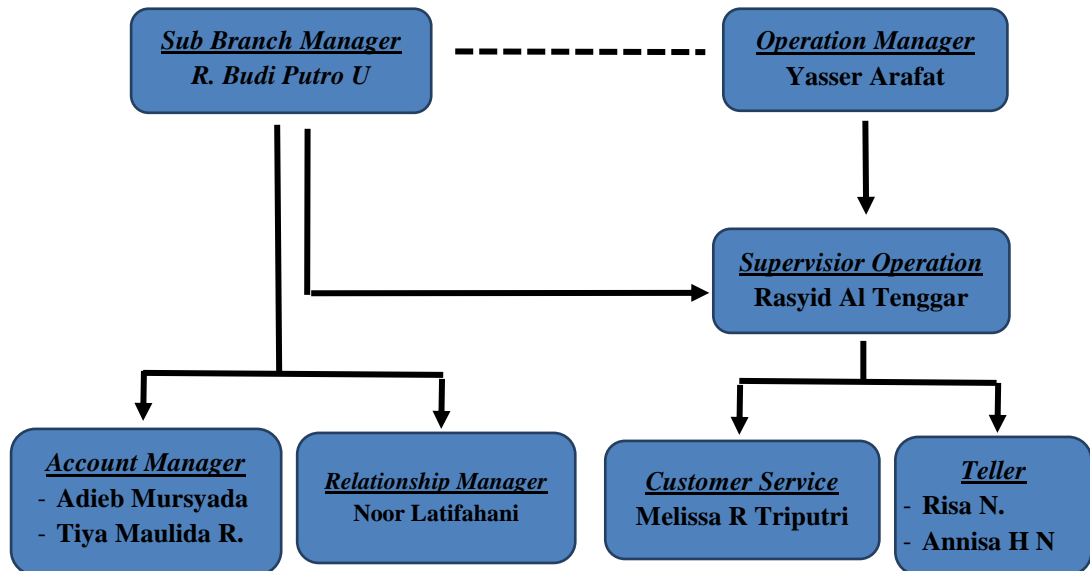 Sub Branch Manager
R. Budi Putro U
Operation Manager
Yasser Arafat
Supervisior Operation
Rasyid Al Tenggar
Account Manager
- Adieb Mursyada
- Tiya Maulida R.
Relationship Manager
Noor Latifahani
Customer Service
Melissa R Triputri
Teller
- Risa N.
- Annisa H N